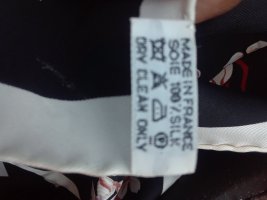 MADE IN FRANCE
SOIE 100% SILK
DRY CLEAN ONLY